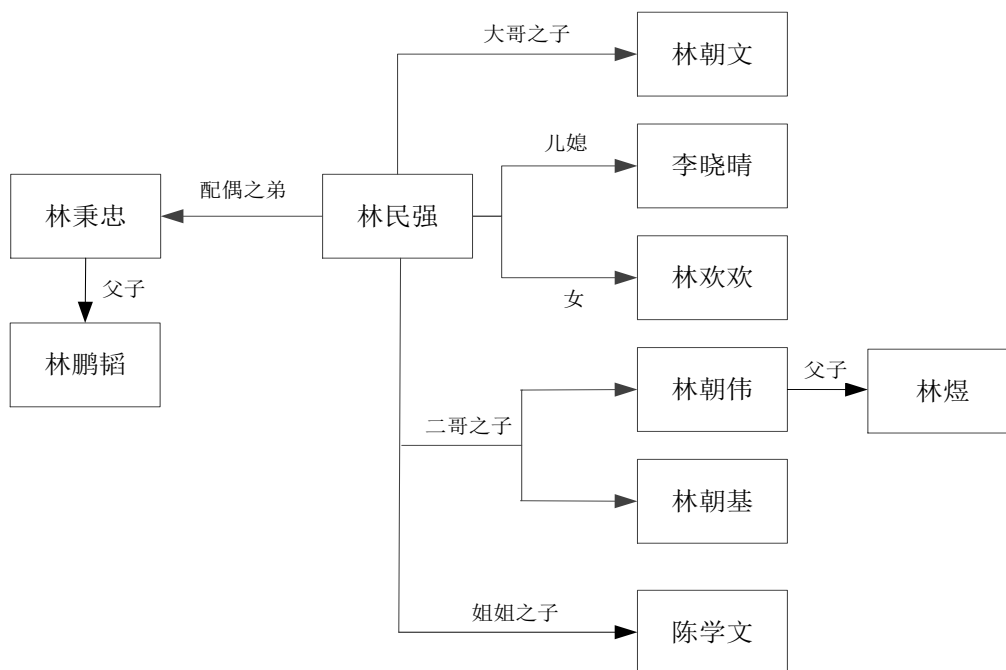 大哥之子
林朝文
儿媳
李晓晴
配偶之弟
林秉忠
林民强
女
林欢欢
父子
林鹏韬
二哥之子
林朝伟
父子
林煜
林朝基
姐姐之子
陈学文